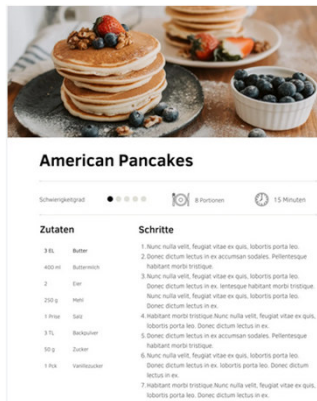 American Pancakes
Schwierigkeitgrad
8 Portionen
15 Minuten
Zutaten
3 EL Butter
400 ml Buttermilch
2 Eier
250 g Mehl
1 Prise Salz
3 TL Backpulver
50 g Zucker
1 Pck Vanillezucker
Schritte
1. Nunc nulla velit, feugiat vitae ex quis, lobortis porta leo.
2. Donec dictum lectus in ex accumsan sodales. Pellentesque
habitant morbi tristique.
3. Nunc nulla velit, feugiat vitae ex quis, lobortis porta leo.
Donec dictum lectus in ex. lentesque habitant morbi tristique.
Nunc nulla velit, feugiat vitae ex quis, lobortis porta leo.
Donec dictum lectus in ex.
4. Habitant morbi tristique.Nunc nulla velit, feugiat vitae ex quis,
lobortis porta leo. Donec dictum lectus in ex.
5. Donec dictum lectus in ex accumsan sodales. Pellentesque
habitant morbi tristique.
6. Nunc nulla velit, feugiat vitae ex quis, lobortis porta leo.
Donec dictum lectus in ex. lobortis porta leo. Donec dictum
lectus in ex.
7. Habitant morbi tristique.Nunc nulla velit, feugiat vitae ex quis,
lobortis porta leo. Donec dictum lectus in ex.